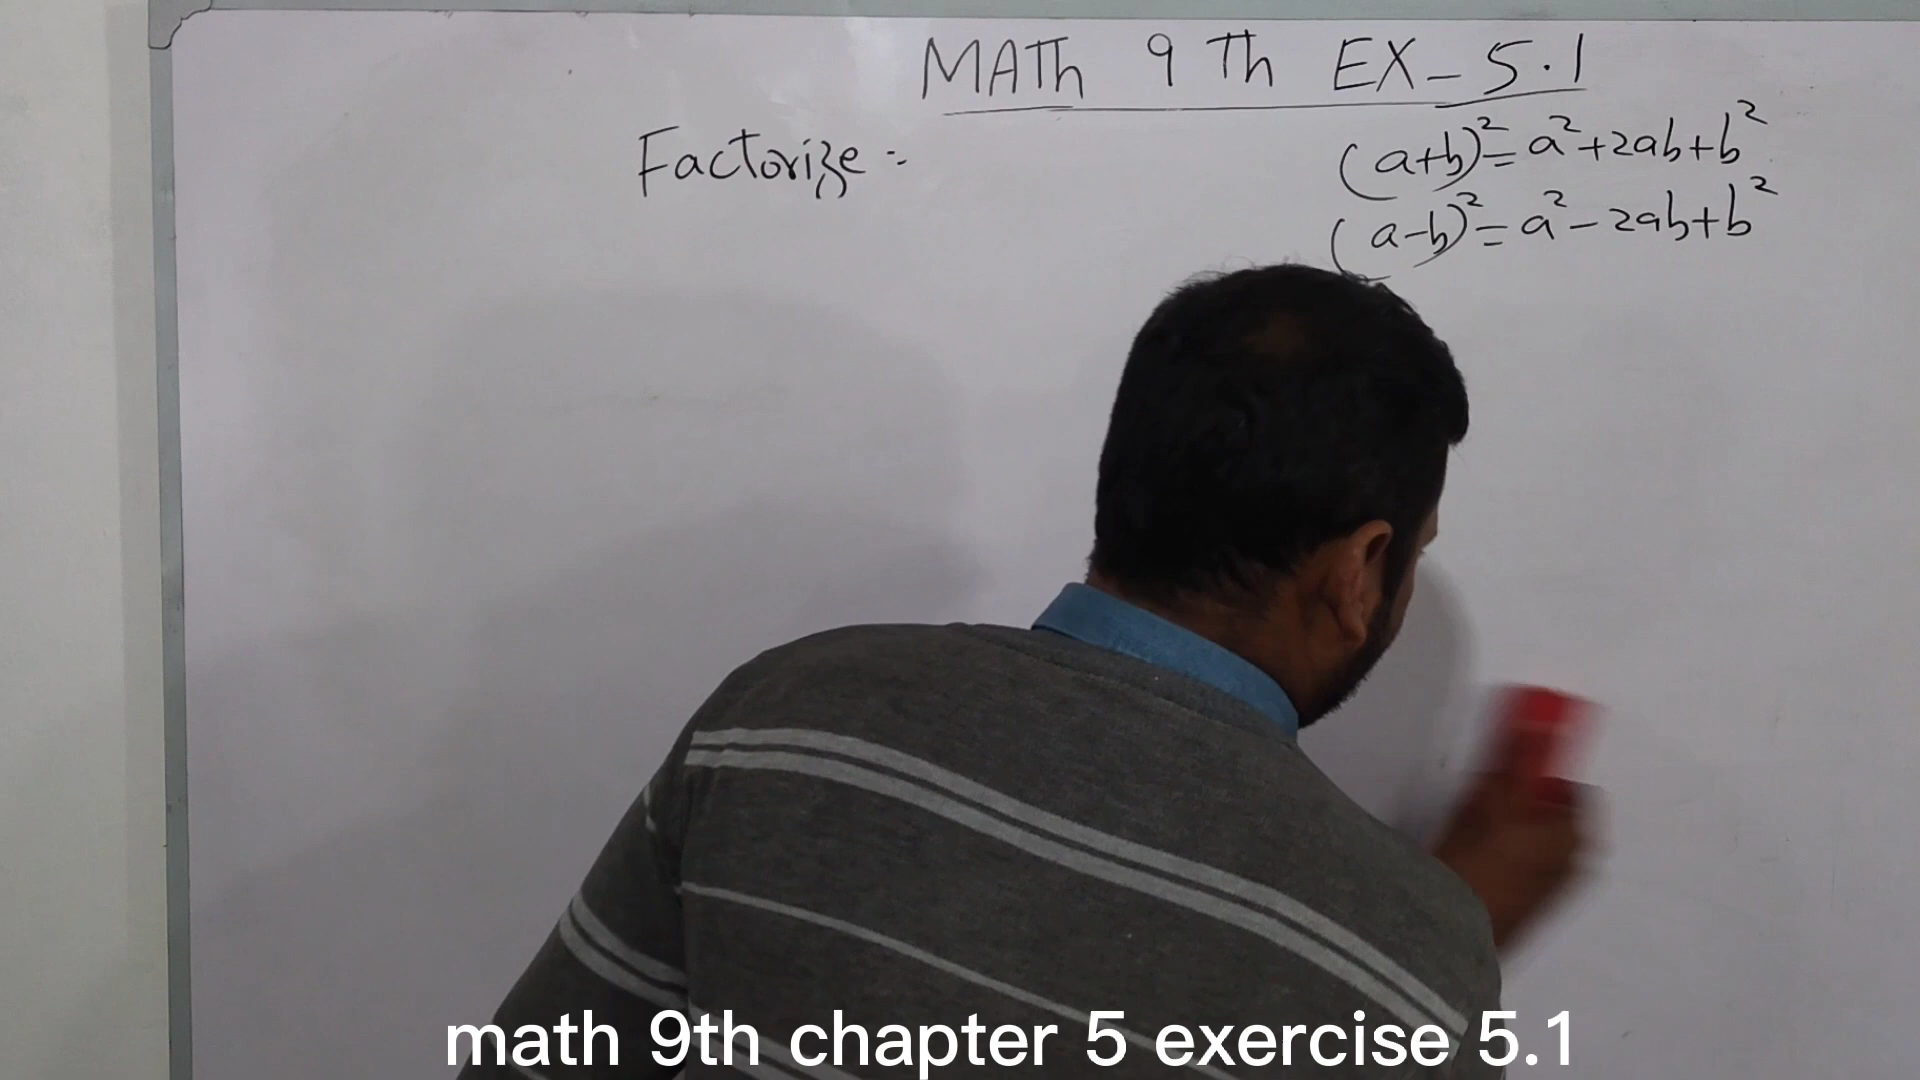 MATH 9 Th EX-5.1
Factorize :-
(a+b)²=a²+2ab+b²
(a-b)²=a²-2ab+b²
math 9th chapter 5 exercise 5.1